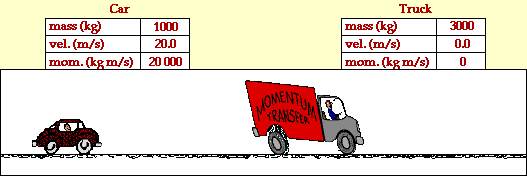 Car
mass (kg) 1000
vel. (m/s) 20.0
mom. (kg m/s) 20 000
Truck
mass (kg) 3000
vel. (m/s) 0.0
mom. (kg m/s) 0
MOMENTUM
TRANSFER